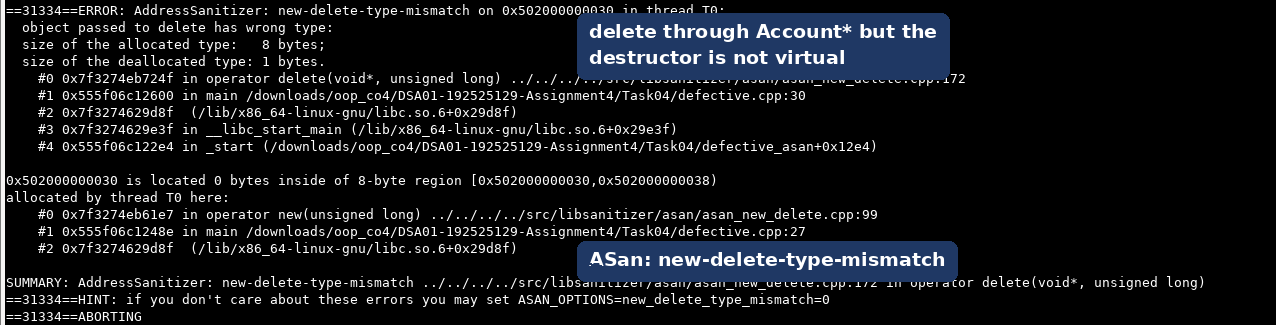 ==31334==ERROR: AddressSanitizer: new-delete-type-mismatch on 0x502000000030 in thread T0:
object passed to delete has wrong type:
size of the allocated type:   8 bytes;
size of the deallocated type: 1 bytes.
#0 0x7f3274eb724f in operator delete(void*, unsigned long) ../../../../src/libsanitizer/asan/asan_new_delete.cpp:172
#1 0x555f06c12600 in main /downloads/oop_co4/DSA01-192525129-Assignment4/Task04/defective.cpp:30
#2 0x7f3274629d8f  (/lib/x86_64-linux-gnu/libc.so.6+0x29d8f)
#3 0x7f3274629e3f in __libc_start_main (/lib/x86_64-linux-gnu/libc.so.6+0x29e3f)
#4 0x555f06c122e4 in _start (/downloads/oop_co4/DSA01-192525129-Assignment4/Task04/defective_asan+0x12e4)
delete through Account* but the
destructor is not virtual
0x502000000030 is located 0 bytes inside of 8-byte region [0x502000000030,0x502000000038)
allocated by thread T0 here:
#0 0x7f3274eb61e7 in operator new(unsigned long) ../../../../src/libsanitizer/asan/asan_new_delete.cpp:99
#1 0x555f06c1248e in main /downloads/oop_co4/DSA01-192525129-Assignment4/Task04/defective.cpp:27
#2 0x7f3274629d8f  (/lib/x86_64-linux-gnu/libc.so.6+0x29d8f)
ASan: new-delete-type-mismatch
SUMMARY: AddressSanitizer: new-delete-type-mismatch ../../../../src/libsanitizer/asan/asan_new_delete.cpp:172 in operator delete(void*, unsigned long)
==31334==HINT: if you don't care about these errors you may set ASAN_OPTIONS=new_delete_type_mismatch=0
==31334==ABORTING